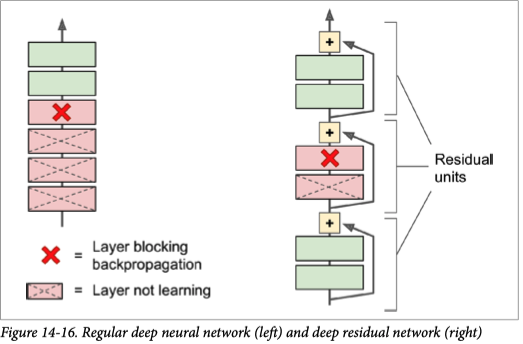 +
+
+
Residual
units
= Layer blocking
backpropagation
= Layer not learning
Figure 14-16. Regular deep neural network (left) and deep residual network (right)